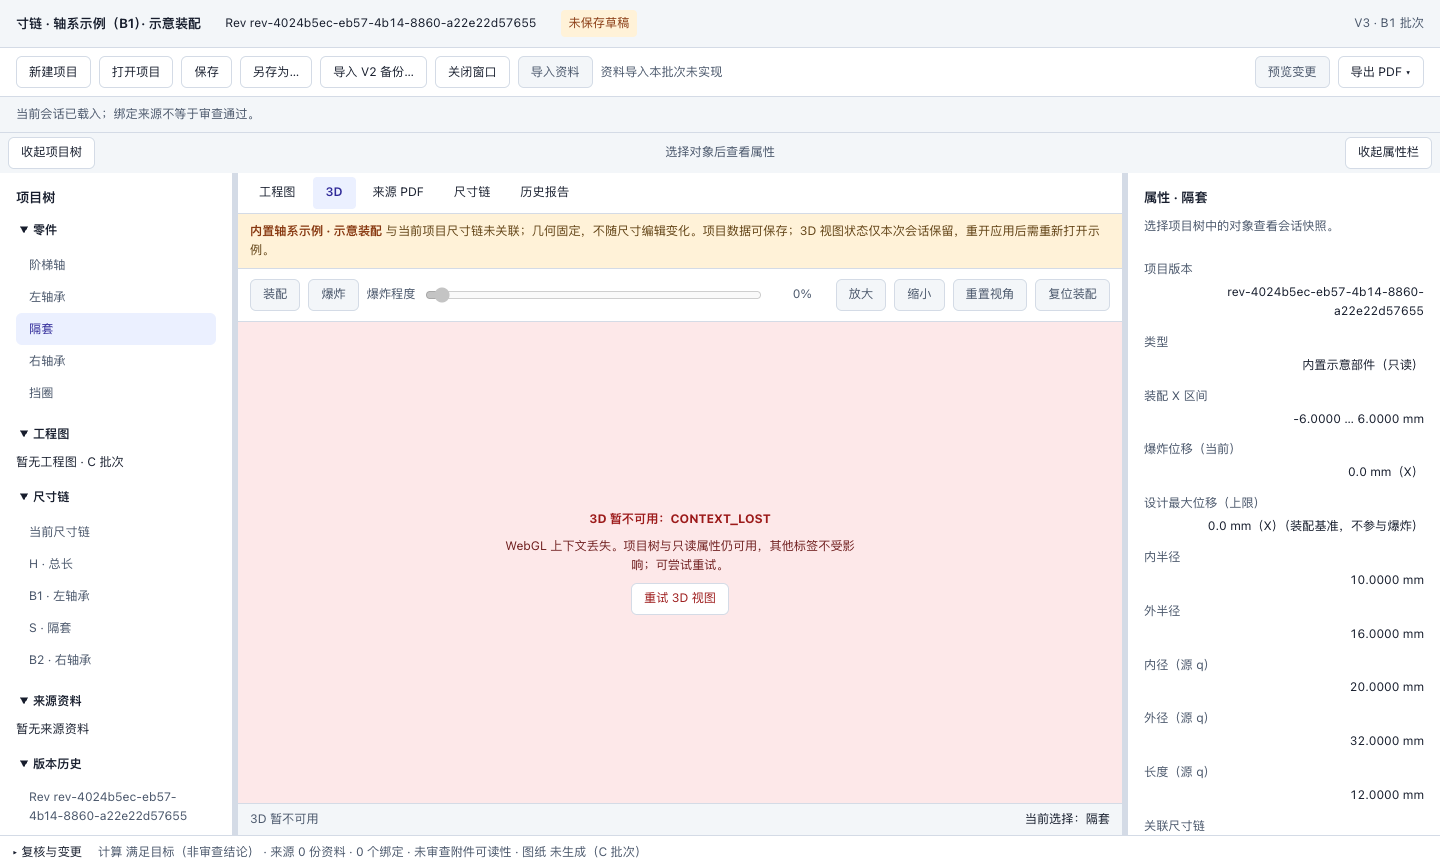 寸链 · 轴系示例（B1）· 示意装配 Rev rev-4024b5ec-eb57-4b14-8860-a22e22d57655 未保存草稿 V3 · B1 批次
新建项目 打开项目 保存 另存为... 导入 V2 备份... 关闭窗口 导入资料 资料导入本批次未实现 预览变更 导出 PDF ▾
当前会话已载入；绑定来源不等于审查通过。
收起项目树 选择对象后查看属性 收起属性栏
项目树
▼ 零件
阶梯轴
左轴承
隔套
右轴承
挡圈
▼ 工程图
暂无工程图 · C 批次
▼ 尺寸链
当前尺寸链
H · 总长
B1 · 左轴承
S · 隔套
B2 · 右轴承
▼ 来源资料
暂无来源资料
▼ 版本历史
Rev rev-4024b5ec-eb57-
4b14-8860-a22e22d57655
工程图 3D 来源 PDF 尺寸链 历史报告
内置轴系示例 · 示意装配 与当前项目尺寸链未关联；几何固定，不随尺寸编辑变化。项目数据可保存；3D 视图状态仅本次会话保留，重开应用后需重新打开示
例。
装配 爆炸 爆炸程度 0% 放大 缩小 重置视角 复位装配
3D 暂不可用：CONTEXT_LOST
WebGL 上下文丢失。项目树与只读属性仍可用，其他标签不受影
响；可尝试重试。
重试 3D 视图
3D 暂不可用 当前选择：隔套
属性 · 隔套
选择项目树中的对象查看会话快照。
项目版本
rev-4024b5ec-eb57-4b14-8860-
a22e22d57655
类型
内置示意部件（只读）
装配 X 区间
-6.0000 ... 6.0000 mm
爆炸位移（当前）
0.0 mm（X）
设计最大位移（上限）
0.0 mm（X）（装配基准，不参与爆炸）
内半径
10.0000 mm
外半径
16.0000 mm
内径（源 q）
20.0000 mm
外径（源 q）
32.0000 mm
长度（源 q）
12.0000 mm
关联尺寸链
▸ 复核与变更 计算 满足目标（非审查结论） · 来源 0 份资料 · 0 个绑定 · 未审查附件可读性 · 图纸 未生成（C 批次）